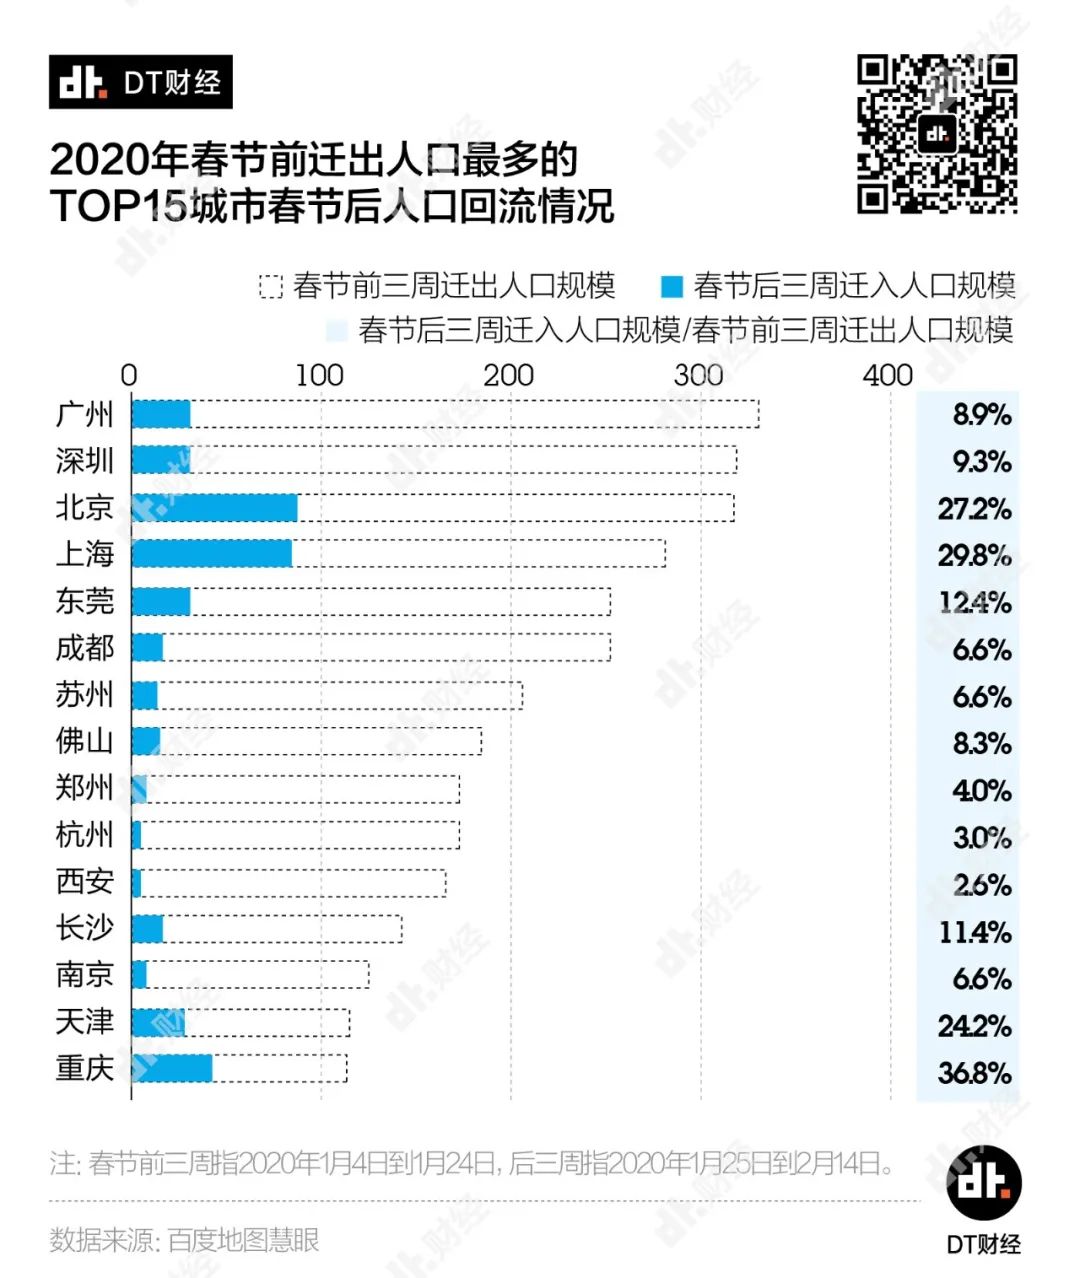 DT财经
2020年春节前迁出人口最多的
TOP15城市春节后人口回流情况
春节前三周迁出人口规模 春节后三周迁入人口规模
春节后三周迁入人口规模/春节前三周迁出人口规模
0 100 200 300 400
广州 8.9%
深圳 9.3%
北京 27.2%
上海 29.8%
东莞 12.4%
成都 6.6%
苏州 6.6%
佛山 8.3%
郑州 4.0%
杭州 3.0%
西安 2.6%
长沙 11.4%
南京 6.6%
天津 24.2%
重庆 36.8%
注: 春节前三周指2020年1月4日到1月24日, 后三周指2020年1月25日到2月14日。
数据来源: 百度地图慧眼
DT财经